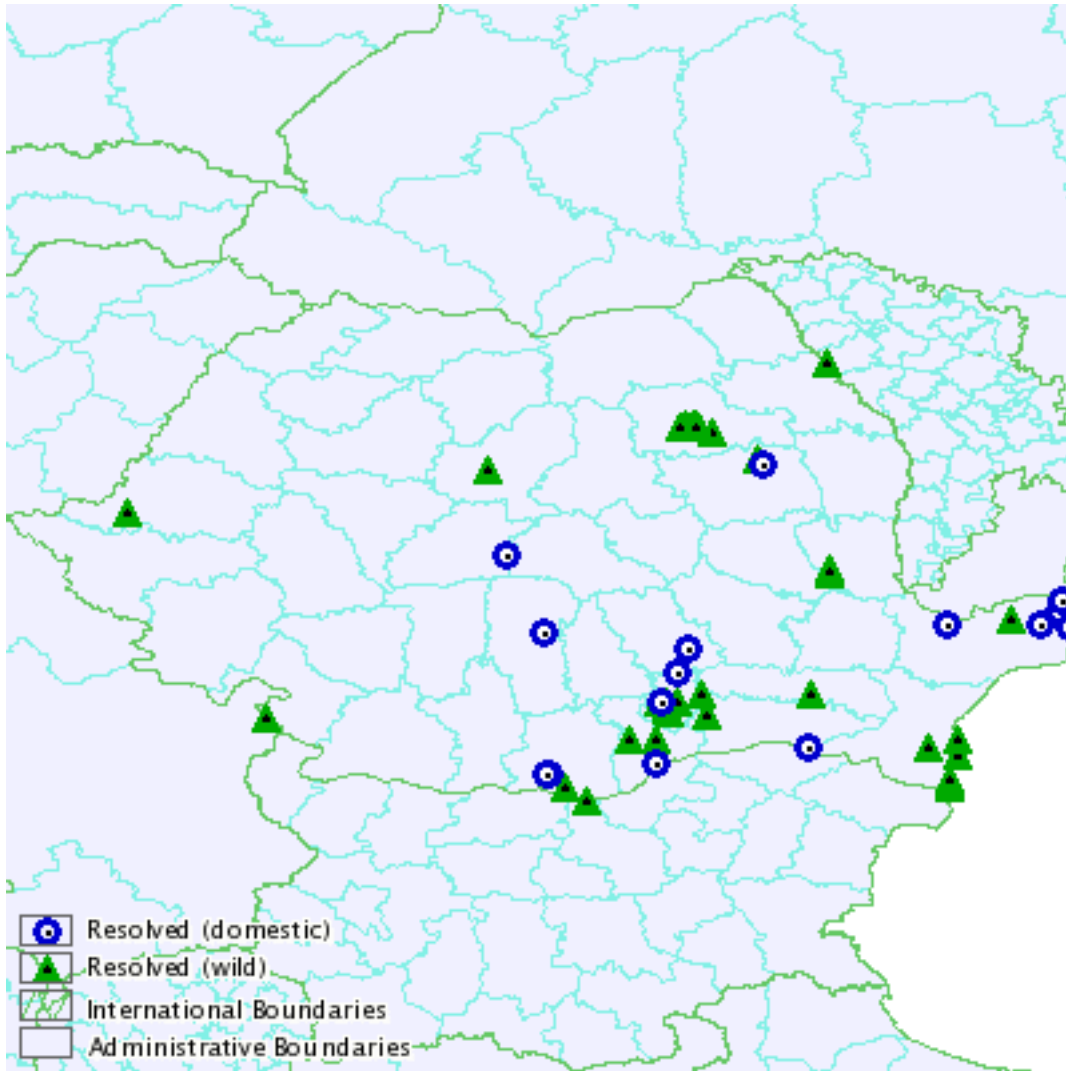 Resolved (domestic)
Resolved (wild)
International Boundaries
Administrative Boundaries